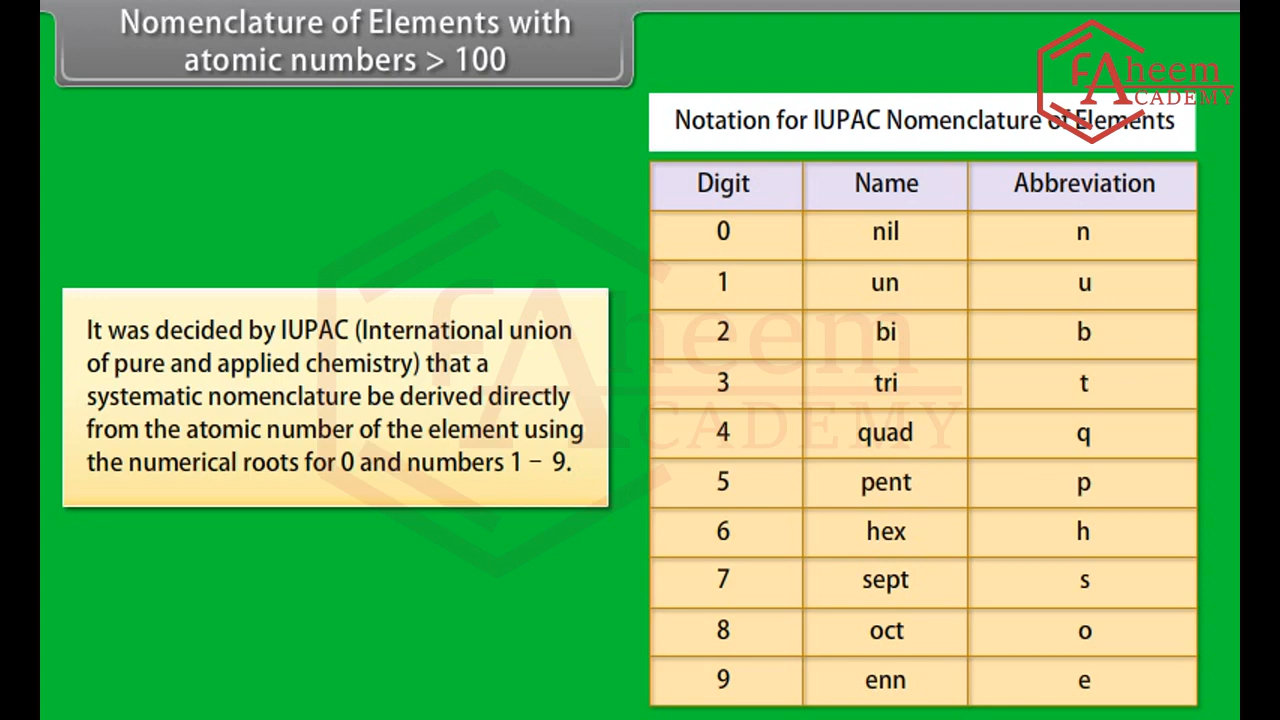 Nomenclature of Elements with
atomic numbers > 100
Faheem
ACADEMY
Notation for IUPAC Nomenclature of Elements
It was decided by IUPAC (International union
of pure and applied chemistry) that a
systematic nomenclature be derived directly
from the atomic number of the element using
the numerical roots for 0 and numbers 1 – 9.
Digit Name Abbreviation
0 nil n
1 un u
2 bi b
3 tri t
4 quad q
5 pent p
6 hex h
7 sept s
8 oct o
9 enn e
Faheem
ACADEMY